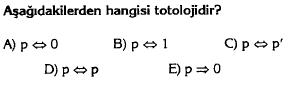 Aşağıdakilerden hangisi totolojidir?
A) p ⇔ 0 B) p ⇔ 1 C) p ⇔ p'
D) p ⇔ p E) p ⇒ 0